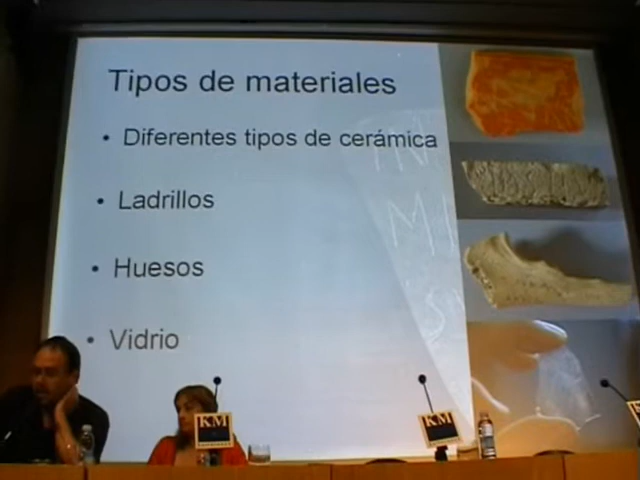 Tipos de materiales
• Diferentes tipos de cerámica
• Ladrillos
• Huesos
• Vidrio
KM
KM